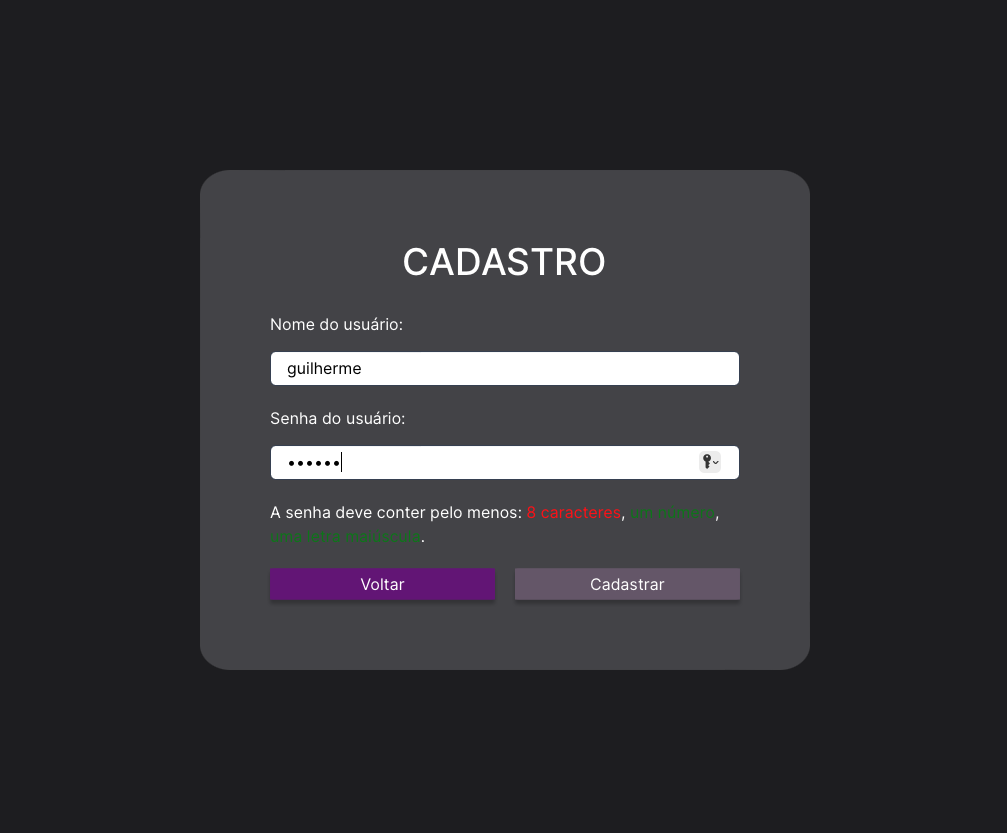 CADASTRO
Nome do usuário:
guilherme
Senha do usuário:
••••••
A senha deve conter pelo menos: 8 caracteres, um número,
uma letra maiúscula.
Voltar
Cadastrar